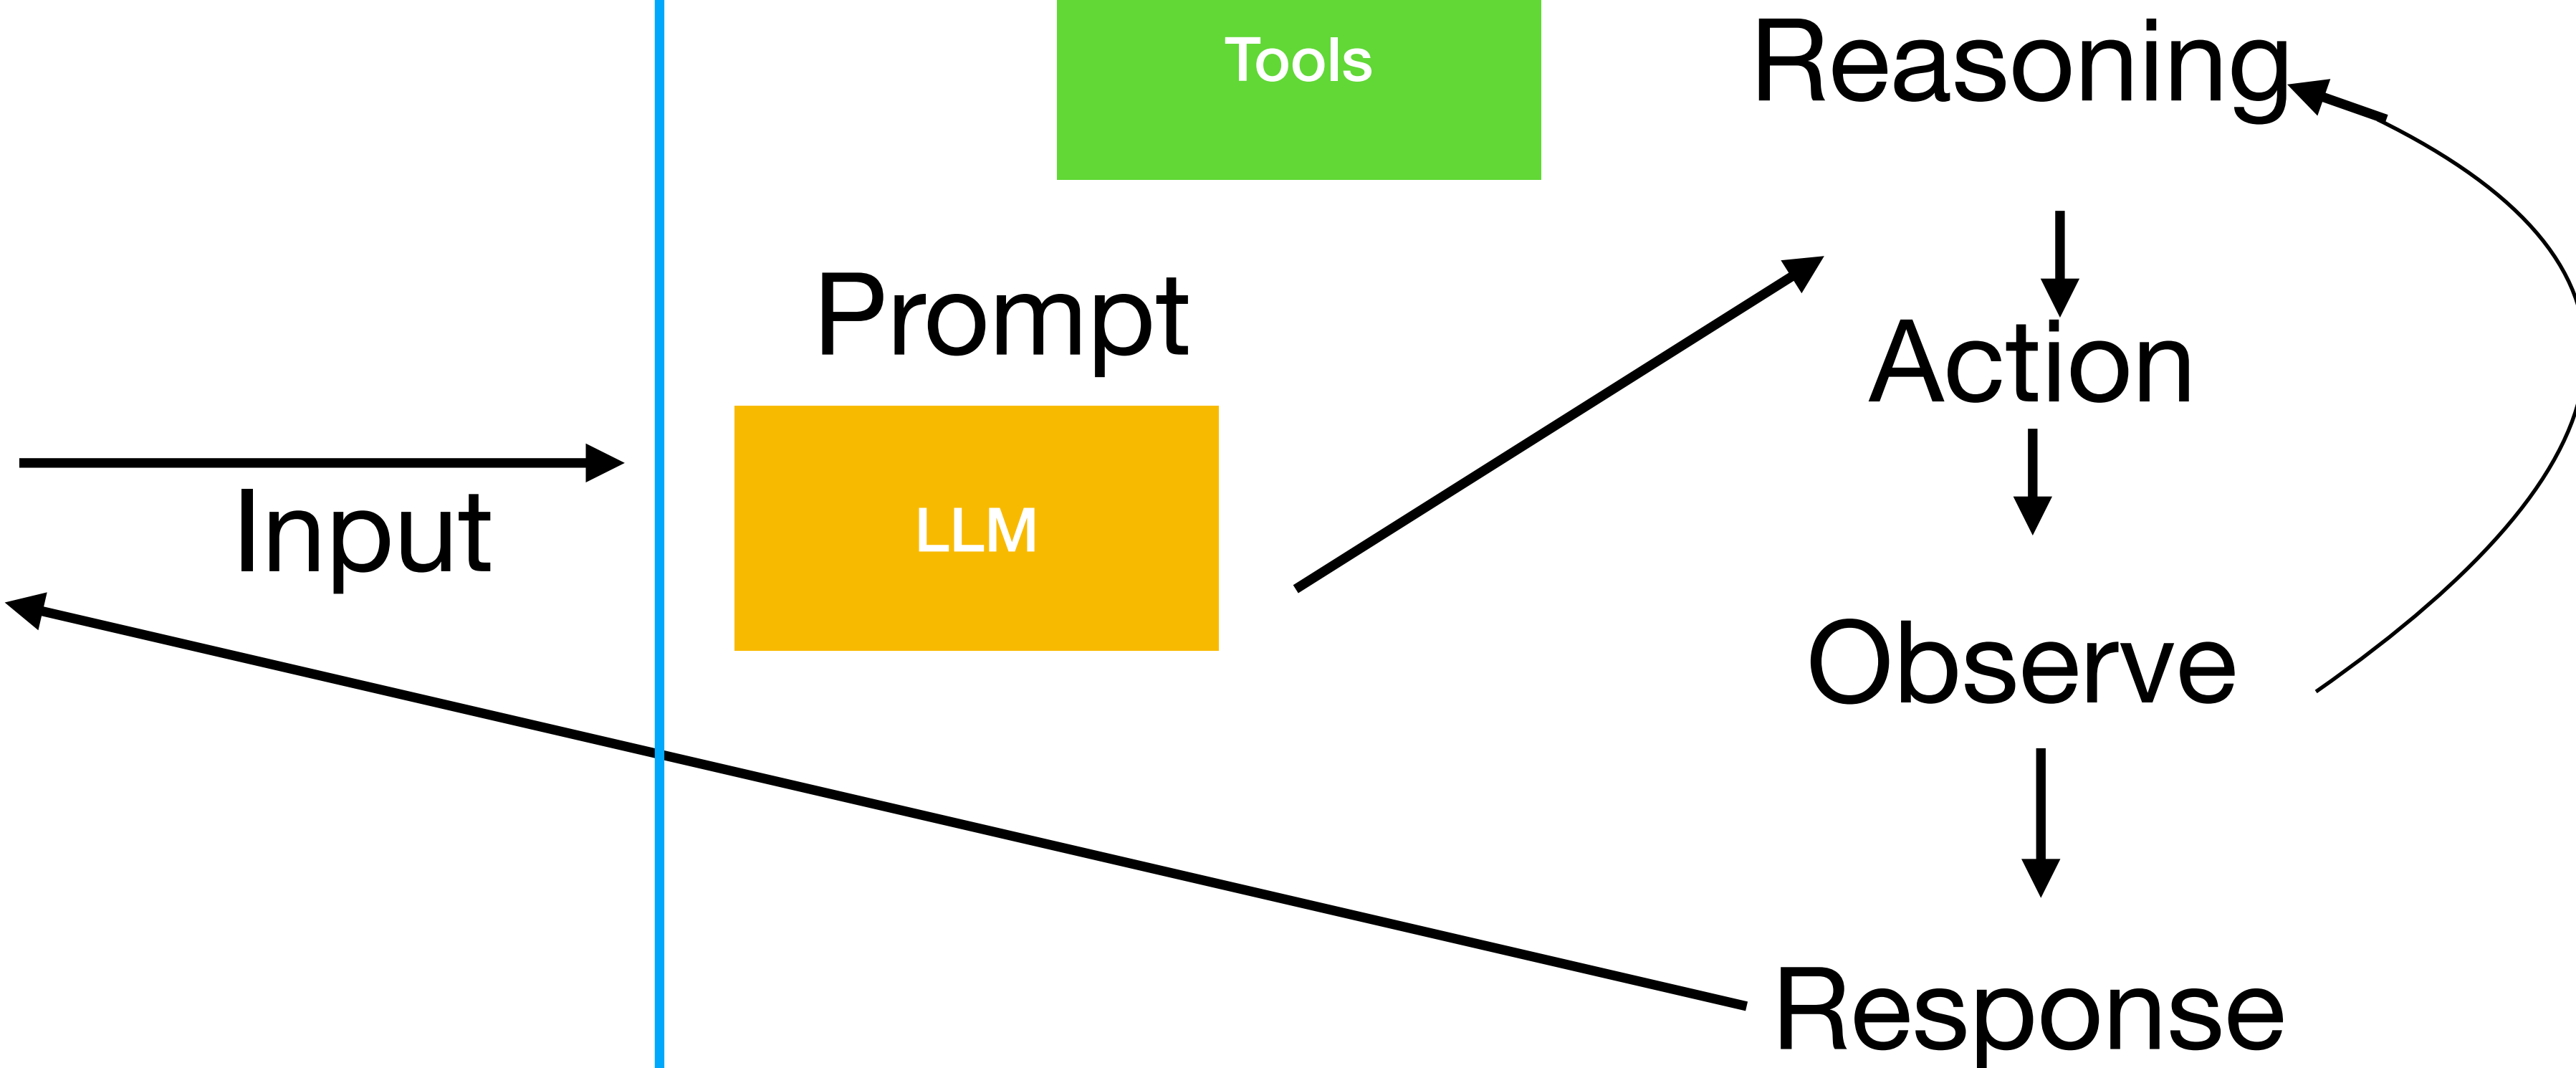 Tools
Reasoning
Prompt
Action
LLM
Input
Observe
Response